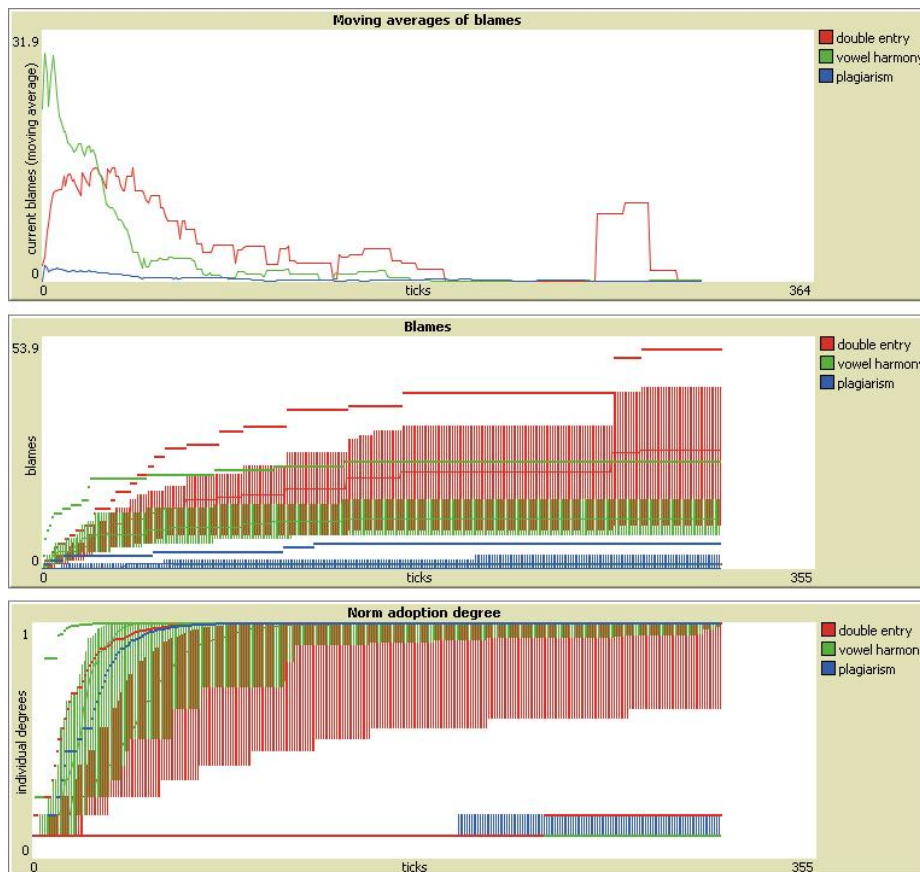 Moving averages of blames
31.9
current blames (moving average)
0
0
ticks
364
double entry
vowel harmony
plagiarism
Blames
53.9
blames
0
0
ticks
355
double entry
vowel harmony
plagiarism
Norm adoption degree
1
individual degrees
0
0
ticks
355
double entry
vowel harmon
plagiarism